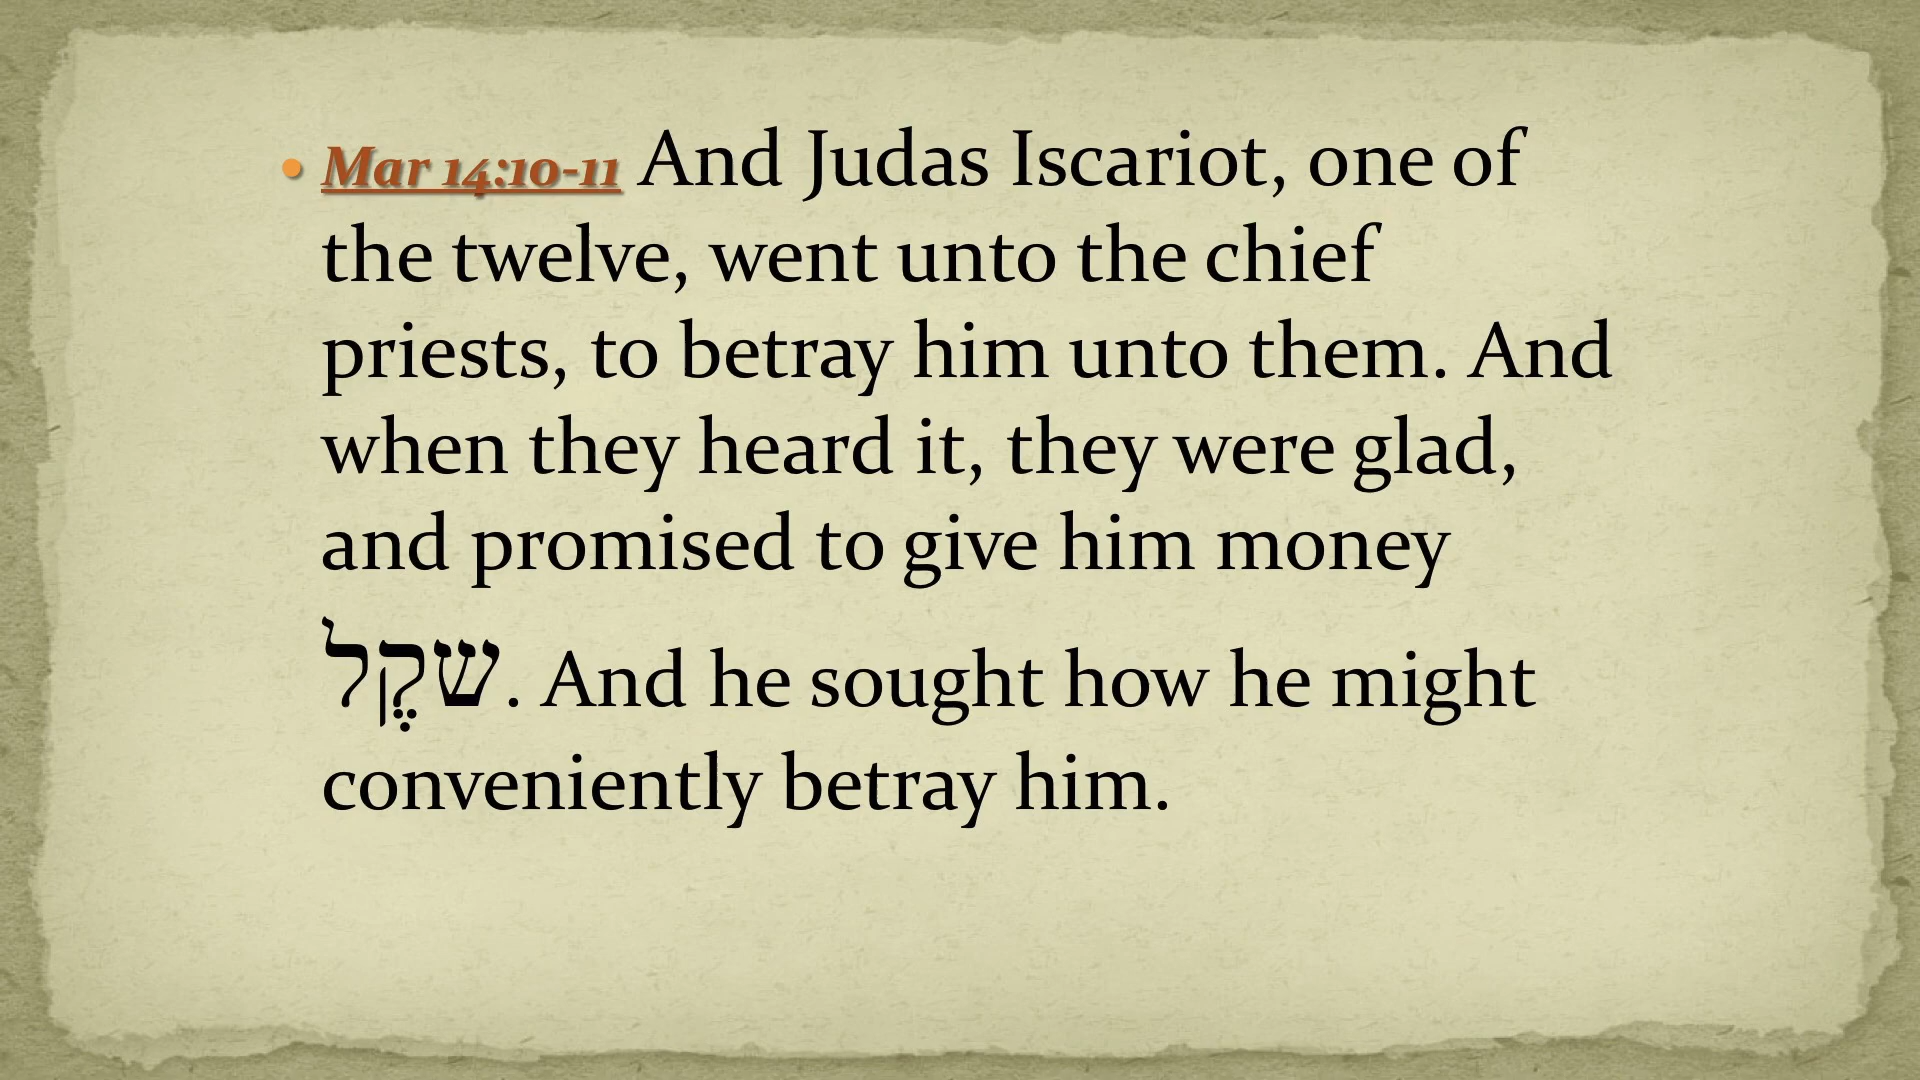 • Mar 14:10-11 And Judas Iscariot, one of
the twelve, went unto the chief
priests, to betray him unto them. And
when they heard it, they were glad,
and promised to give him money
שקֶל. And he sought how he might
conveniently betray him.